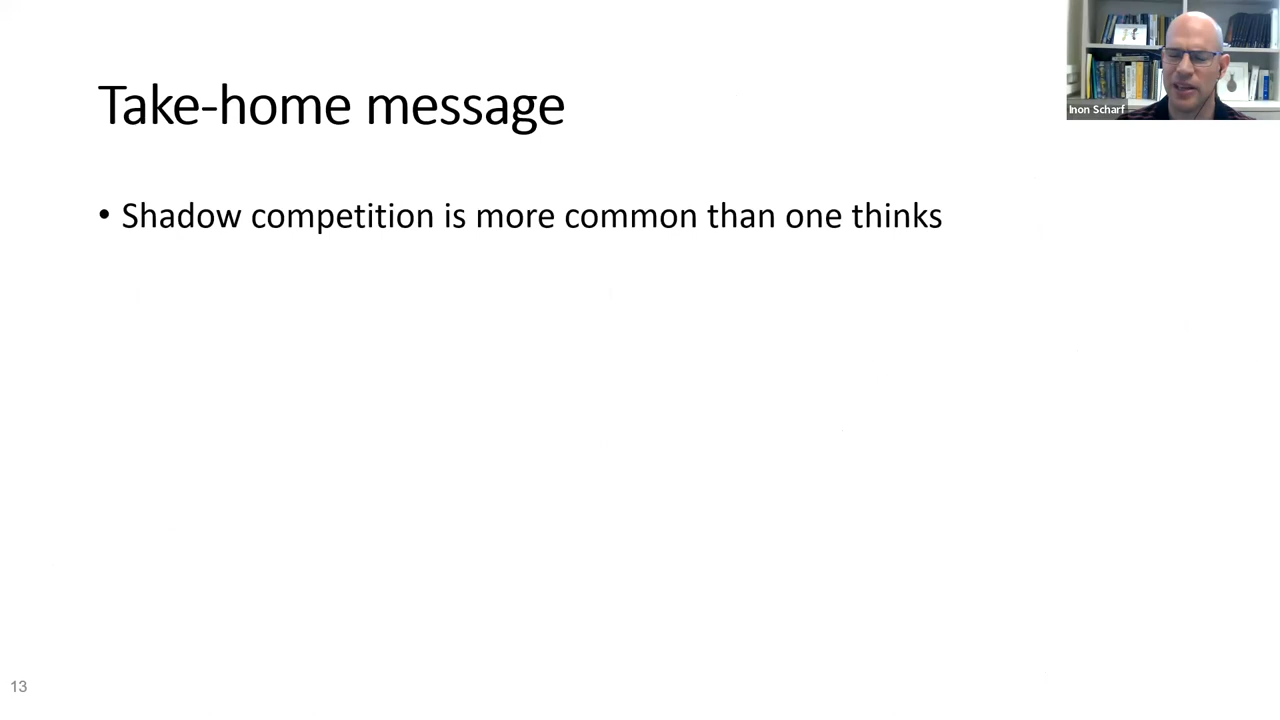 Take-home message
• Shadow competition is more common than one thinks
Inon Scharf
13